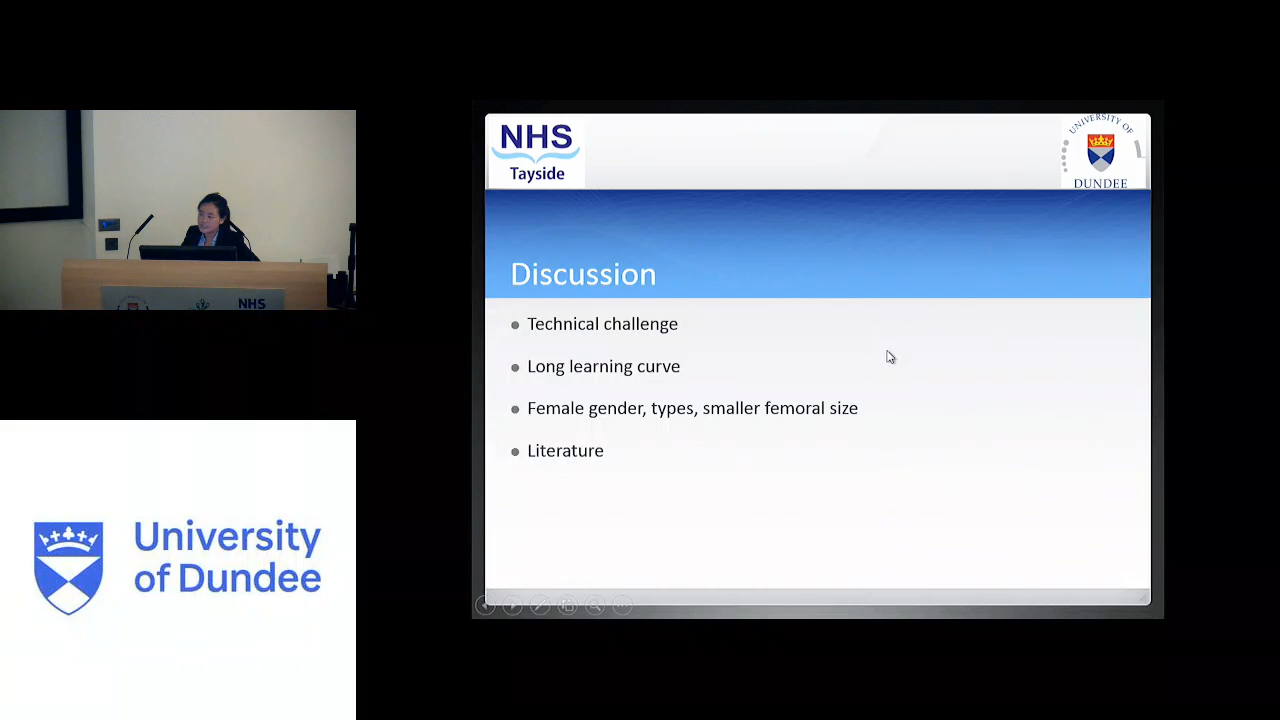 NHS
Tayside
UNIVERSITY OF
DUNDEE
Discussion
Technical challenge
Long learning curve
Female gender, types, smaller femoral size
Literature
NHS
University
of Dundee